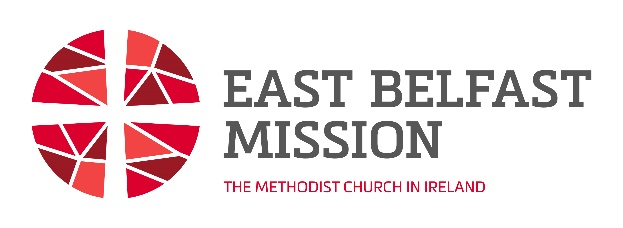 EAST BELFAST
MISSION
THE METHODIST CHURCH IN IRELAND